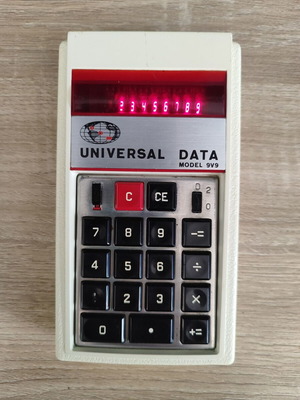 23456789
UNIVERSAL DATA
MODEL 9V9
C CE
7 8 9 -=
4 5 6 ÷
1 2 3 ×
0 • +=